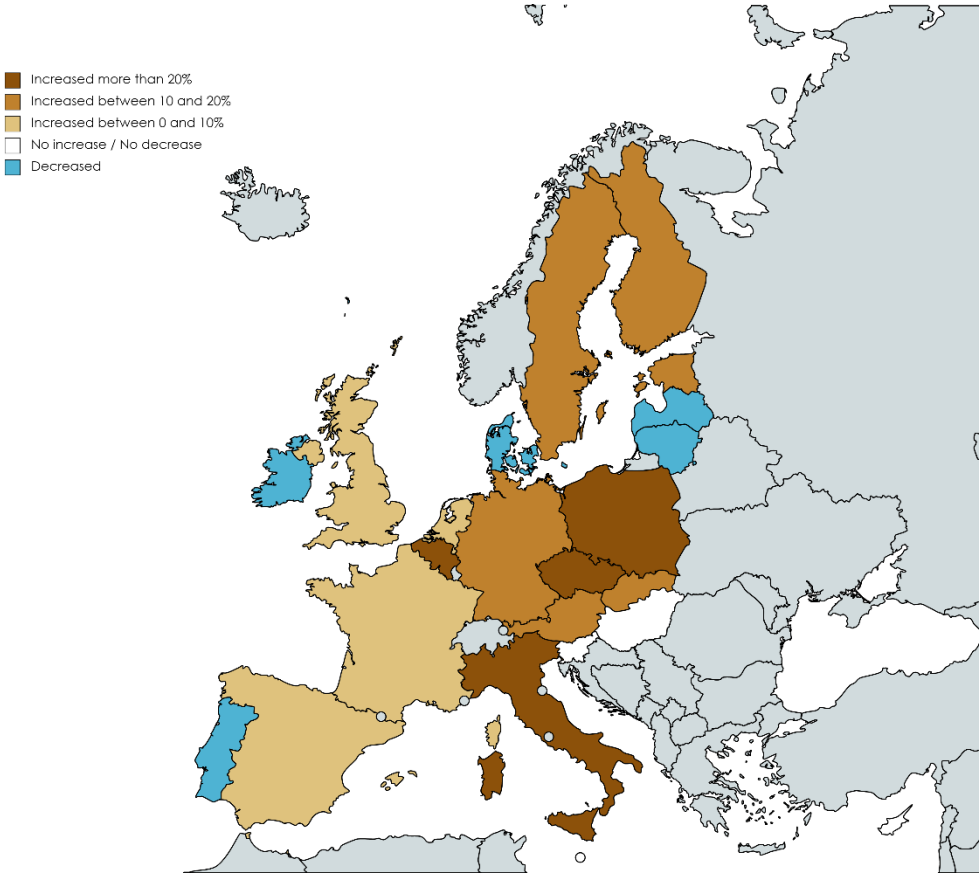 Increased more than 20%
Increased between 10 and 20%
Increased between 0 and 10%
No increase / No decrease
Decreased